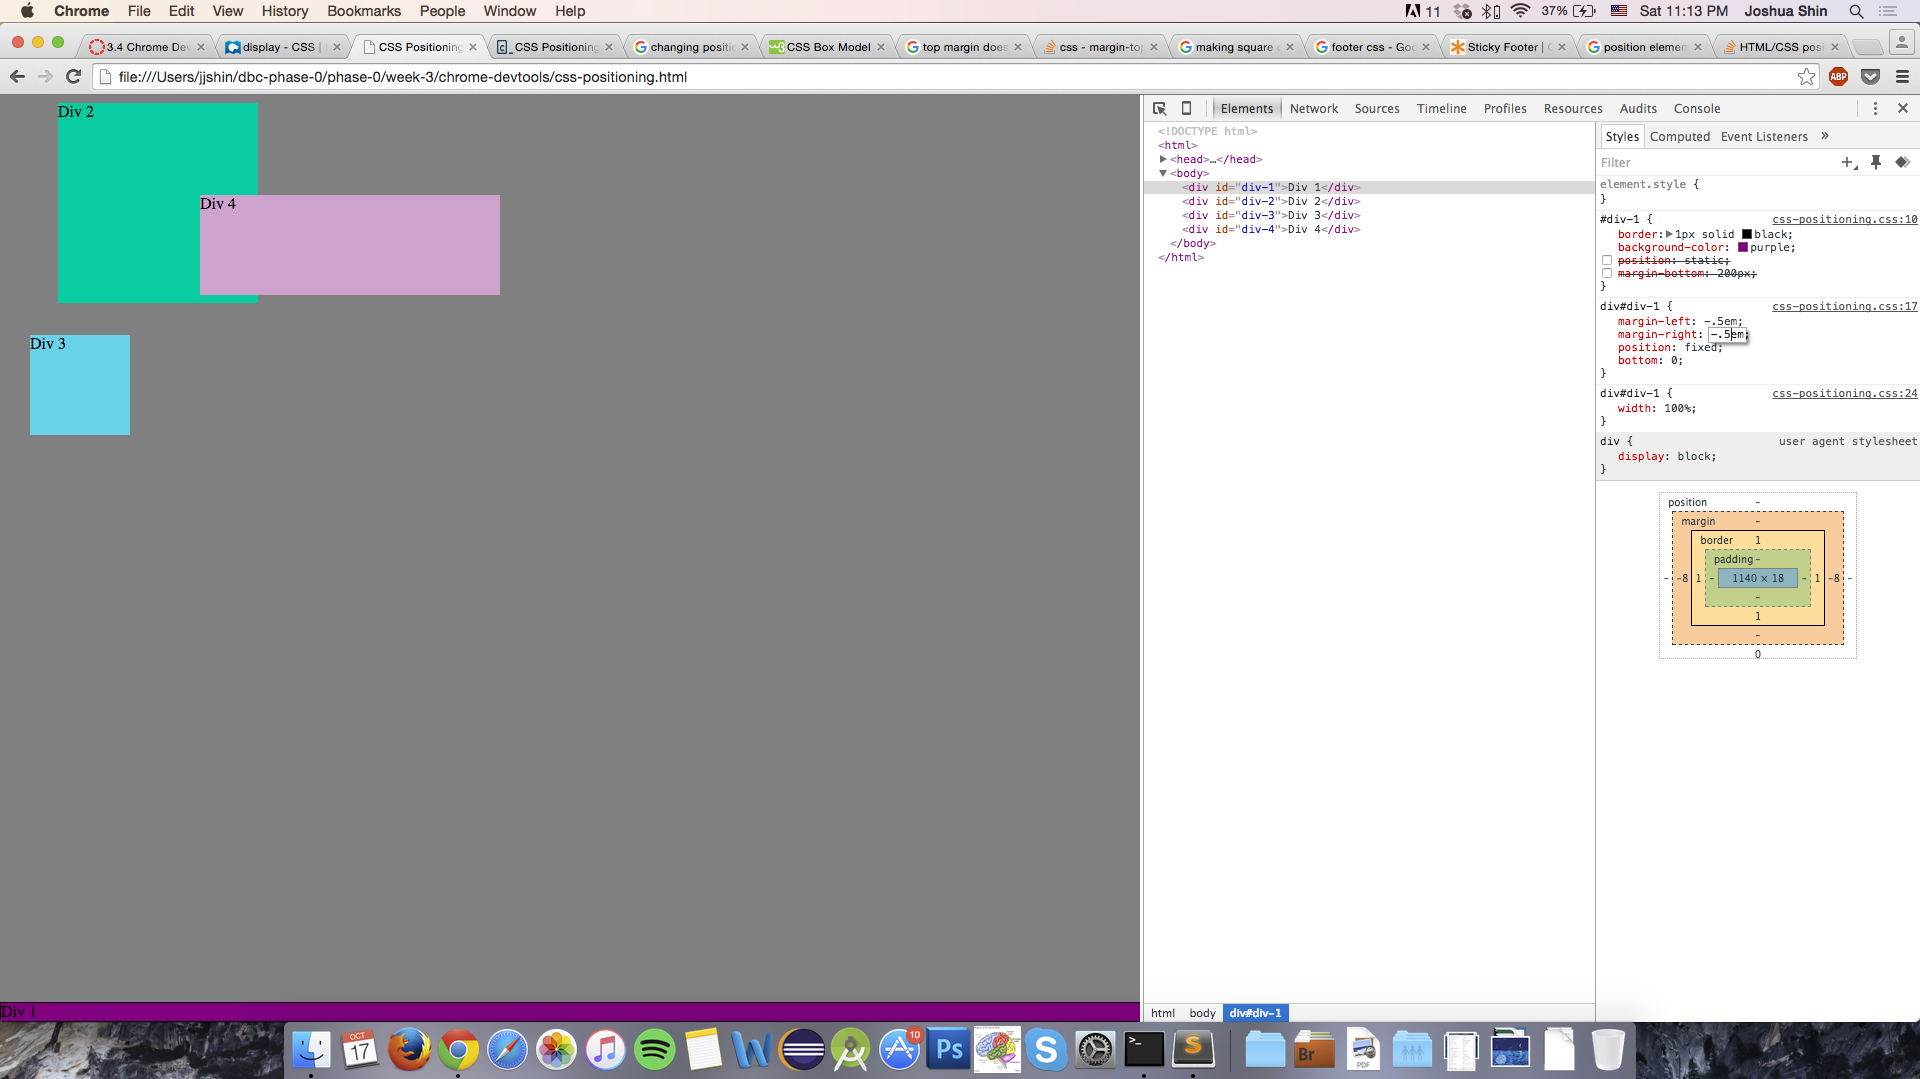 Chrome File Edit View History Bookmarks People Window Help 11 37% Sat 11:13 PM Joshua Shin
3.4 Chrome Dev display - CSS | CSS Positioning CSS Positioning changing positi CSS Box Model top margin does css - margin-top making square footer css - Goo Sticky Footer | position elemen HTML/CSS posi
file:///Users/jjshin/dbc-phase-0/phase-0/week-3/chrome-devtools/css-positioning.html ABP
Div 2
Div 4
Div 3
Div 1
Elements Network Sources Timeline Profiles Resources Audits Console
<!DOCTYPE html>
<html>
<head>…</head>
<body>
<div id="div-1">Div 1</div>
<div id="div-2">Div 2</div>
<div id="div-3">Div 3</div>
<div id="div-4">Div 4</div>
</body>
</html>
html body div#div-1
Styles Computed Event Listeners »
Filter
element.style {
}
#div-1 { css-positioning.css:10
border: 1px solid black;
background-color: purple;
position: static;
margin-bottom: 200px;
}
div#div-1 { css-positioning.css:17
margin-left: -.5em;
margin-right: -.5em;
position: fixed;
bottom: 0;
}
div#div-1 { css-positioning.css:24
width: 100%;
}
div { user agent stylesheet
display: block;
}
position -
margin -
border 1
padding -
- -8 1 - 1140 × 18 - 1 -8 -
-
1
-
0
OCT
17
10
Ps
Br
PDF